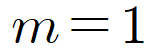 m = 1